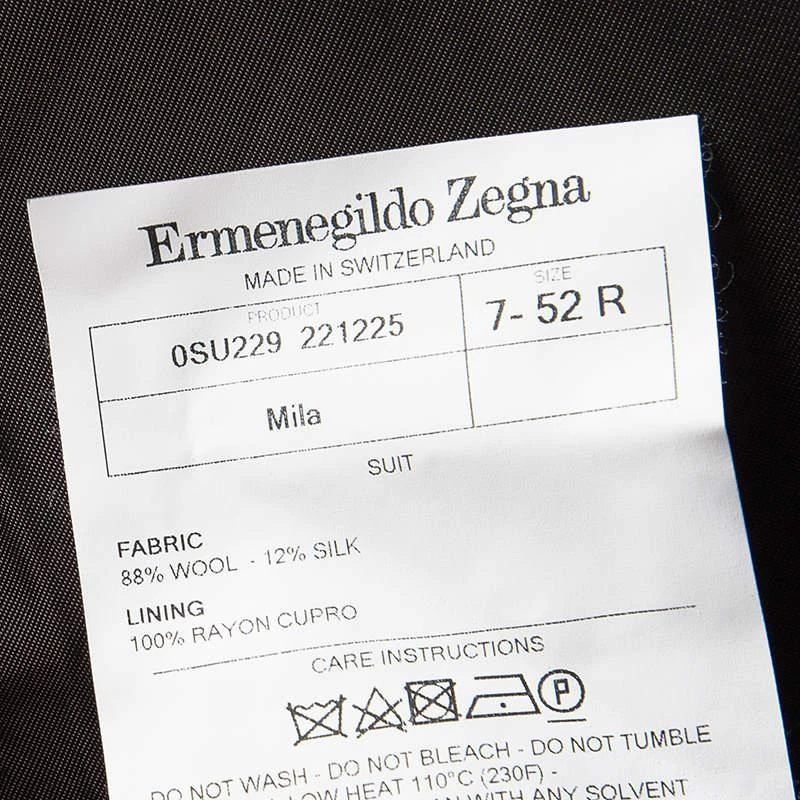 Ermenegildo Zegna
MADE IN SWITZERLAND
PRODUCT SIZE
0SU229 221225 7- 52 R
Mila
SUIT
FABRIC
88% WOOL - 12% SILK
LINING
100% RAYON CUPRO
CARE INSTRUCTIONS
P
DO NOT WASH - DO NOT BLEACH - DO NOT TUMBLE
LOW HEAT 110°C (230F) -
WITH ANY SOLVENT